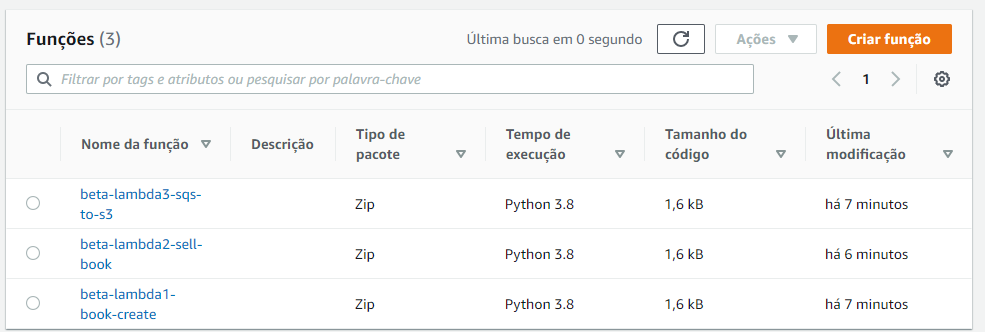 Funções (3)
Última busca em 0 segundo
Ações
Criar função
Filtrar por tags e atributos ou pesquisar por palavra-chave
1
Nome da função
Descrição
Tipo de
pacote
Tempo de
execução
Tamanho do
código
Última
modificação
beta-lambda3-sqs-
to-s3
Zip
Python 3.8
1,6 kB
há 7 minutos
beta-lambda2-sell-
book
Zip
Python 3.8
1,6 kB
há 6 minutos
beta-lambda1-
book-create
Zip
Python 3.8
1,6 kB
há 7 minutos